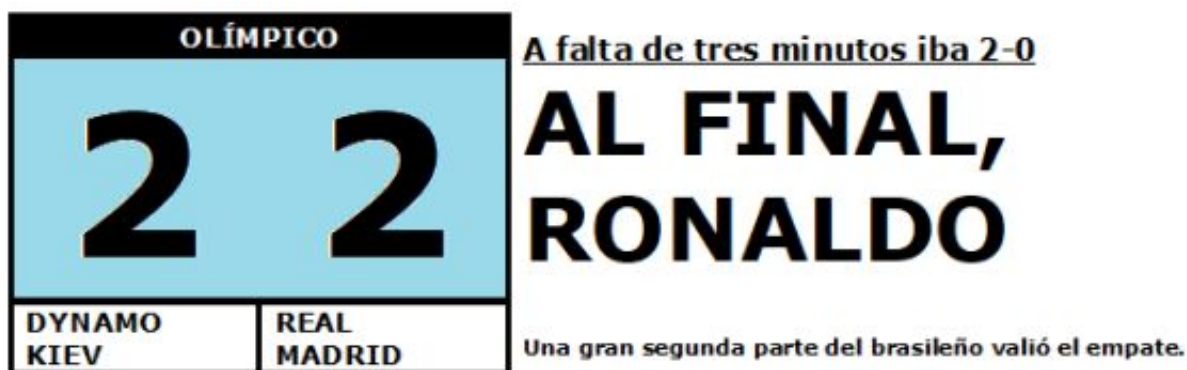 OLÍMPICO
2 2
DYNAMO KIEV
REAL MADRID
A falta de tres minutos iba 2-0
AL FINAL,
RONALDO
Una gran segunda parte del brasileño valió el empate.